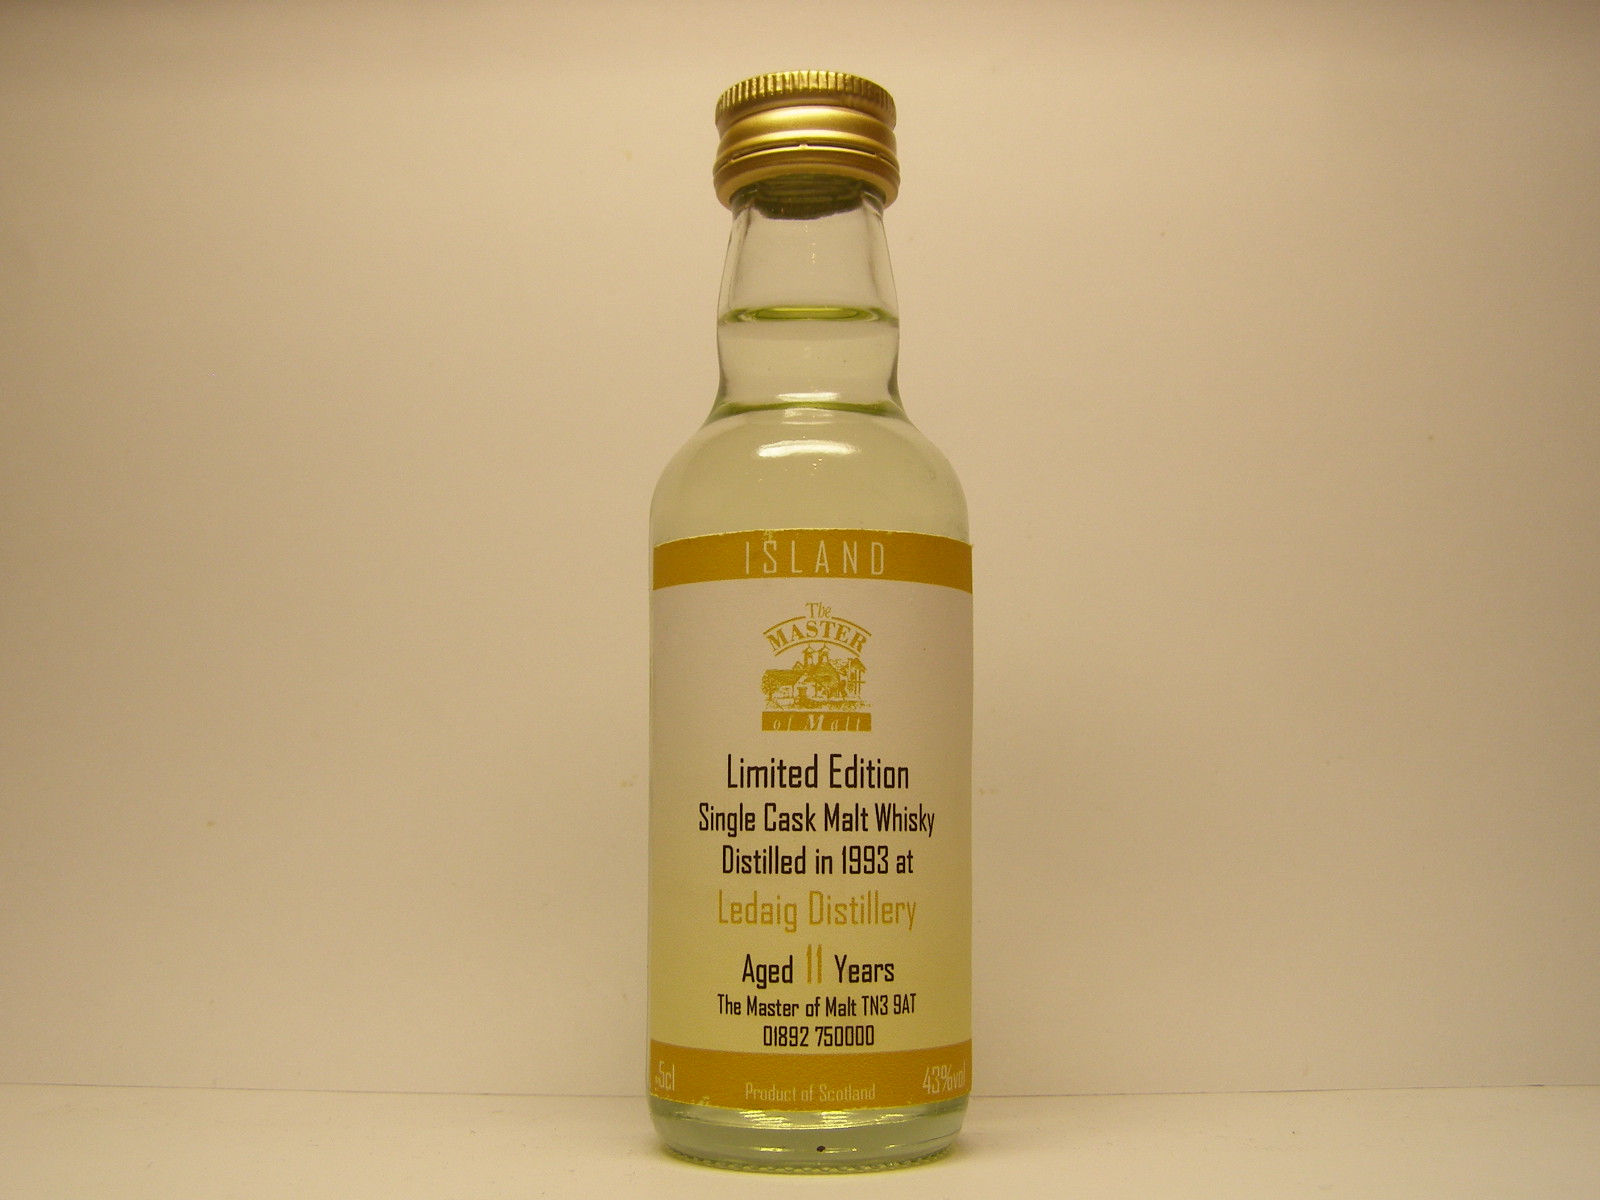 ISLAND
The
MASTER
of Malt
Limited Edition
Single Cask Malt Whisky
Distilled in 1993 at
Ledaig Distillery
Aged 11 Years
The Master of Malt TN3 9AT
01892 750000
5cl Product of Scotland 43%vol